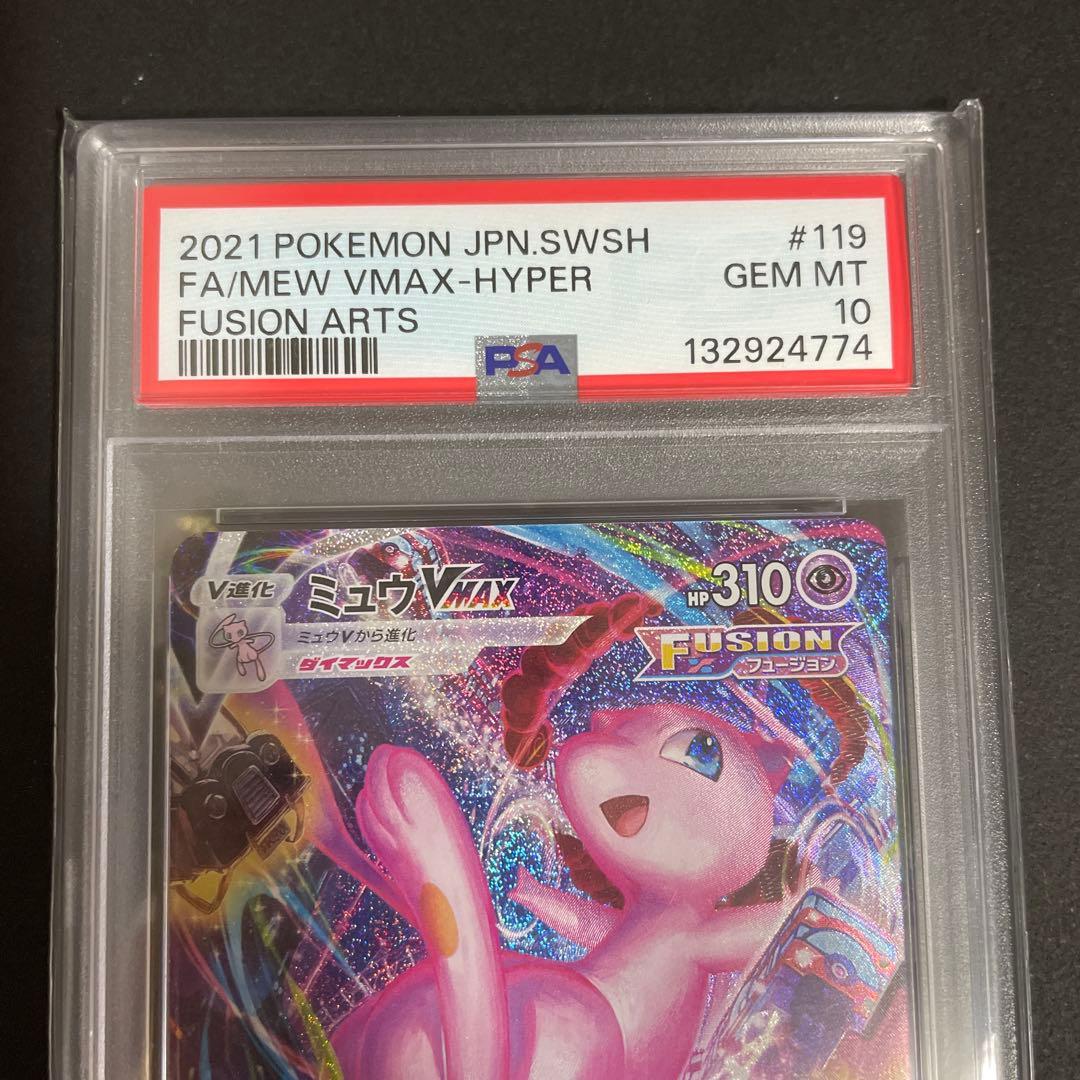 2021 POKEMON JPN.SWSH #119
FA/MEW VMAX-HYPER GEM MT
FUSION ARTS 10
PSA 132924774
V進化 ミュウVMAX HP310
ミュウVから進化
FUSION
フュージョン
ダイマックス